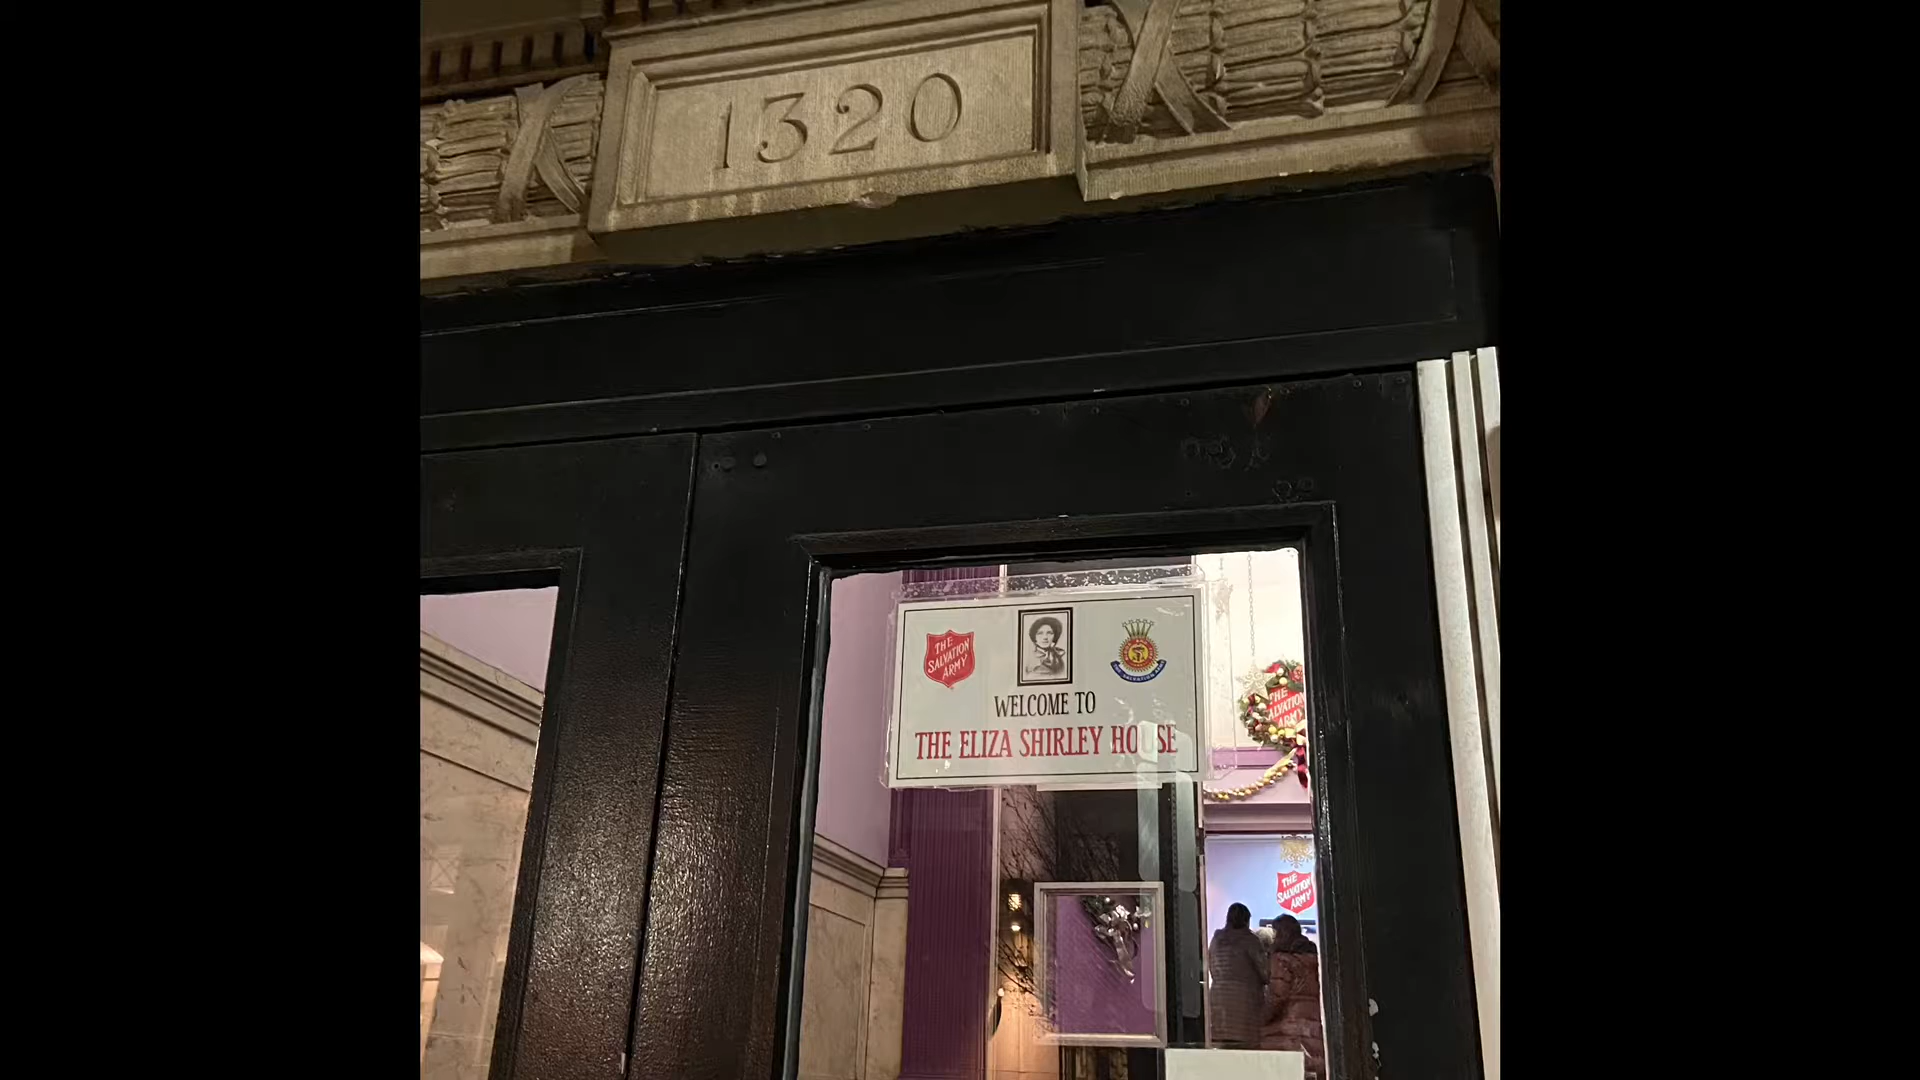 1320
THE
SALVATION
ARMY
WELCOME TO
THE ELIZA SHIRLEY HOUSE
THE
SALVATION
ARMY
THE
SALVATION
ARMY